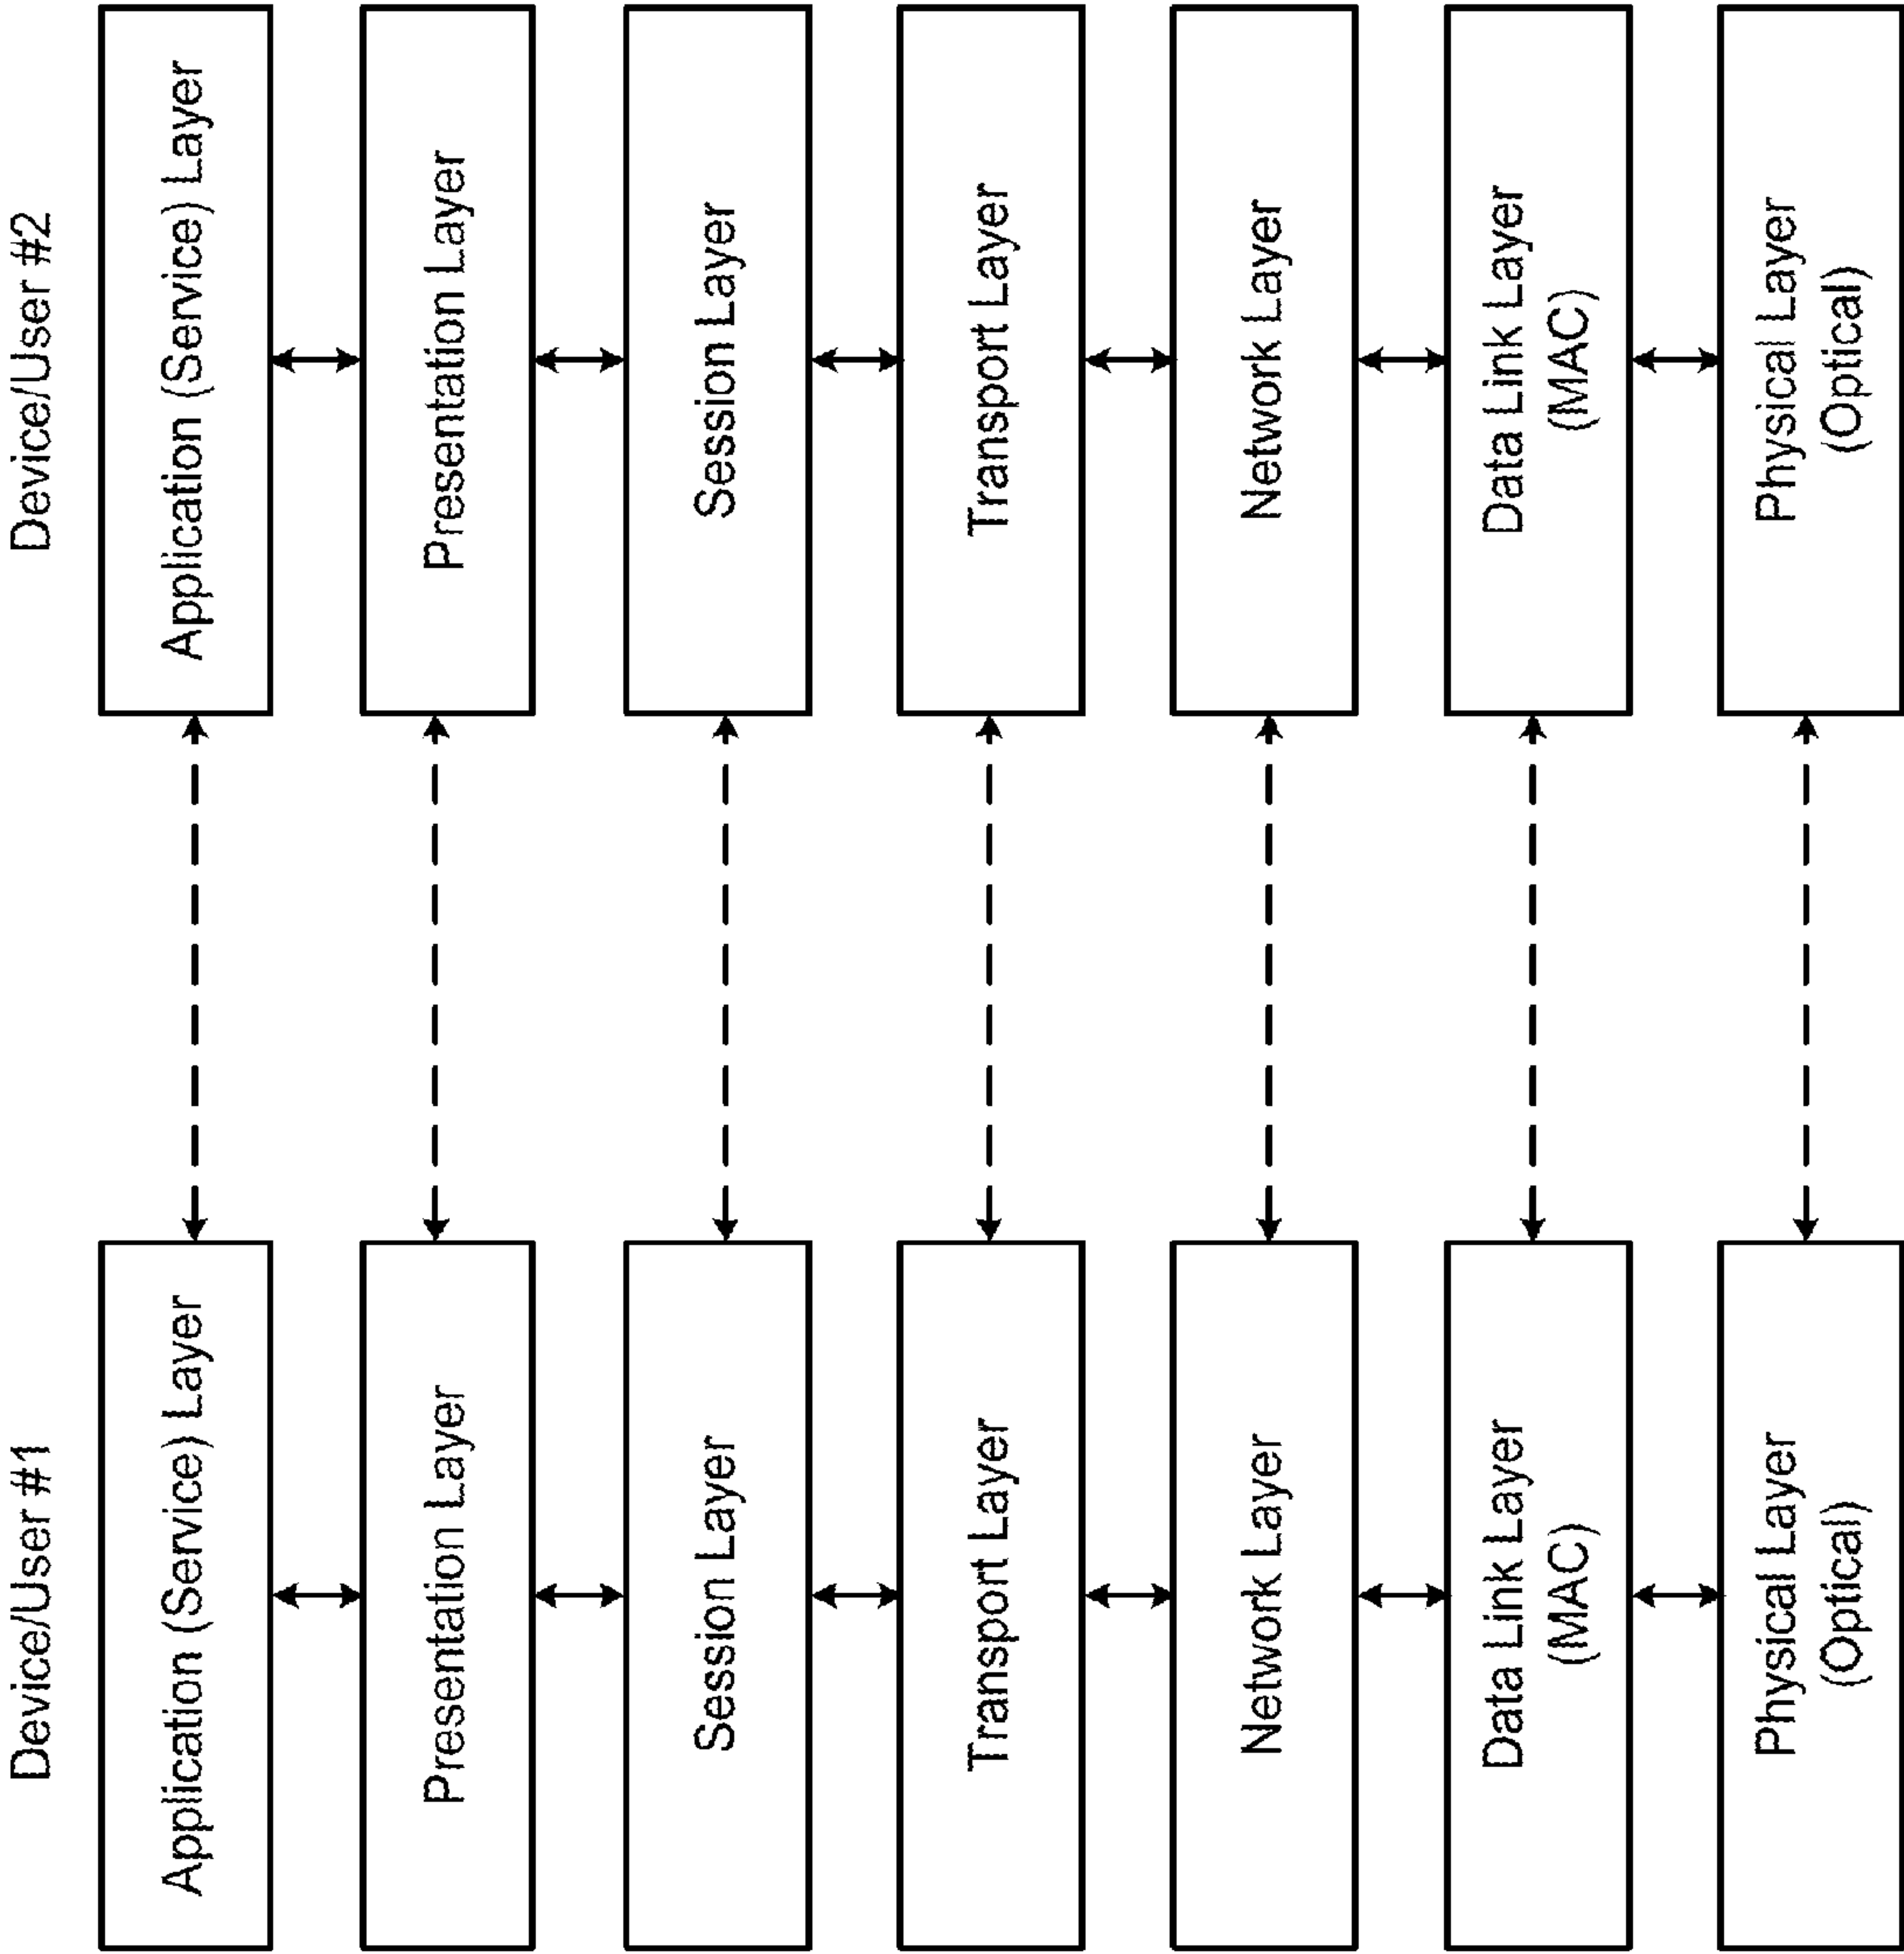 Device/User #1
Device/User #2
Application (Service) Layer
Application (Service) Layer
Presentation Layer
Presentation Layer
Session Layer
Session Layer
Transport Layer
Transport Layer
Network Layer
Network Layer
Data Link Layer
(MAC)
Data Link Layer
(MAC)
Physical Layer
(Optical)
Physical Layer
(Optical)